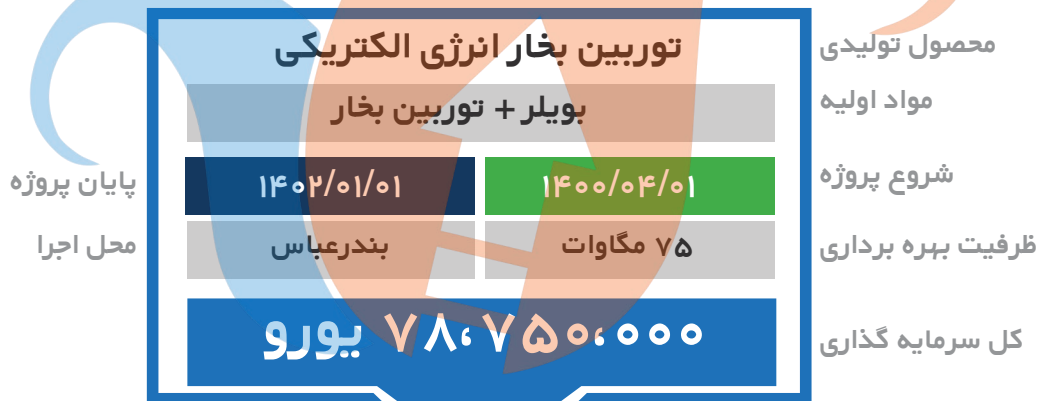 محصول تولیدی توربین بخار انرژی الکتریکی
مواد اولیه بویلر + توربین بخار
شروع پروژه ۱۴۰۰/۰۴/۰۱ ۱۴۰۲/۰۱/۰۱ پایان پروژه
ظرفیت بهره برداری ۷۵ مگاوات بندرعباس محل اجرا
کل سرمایه گذاری ۷۸،۷۵۰،۰۰۰ یورو